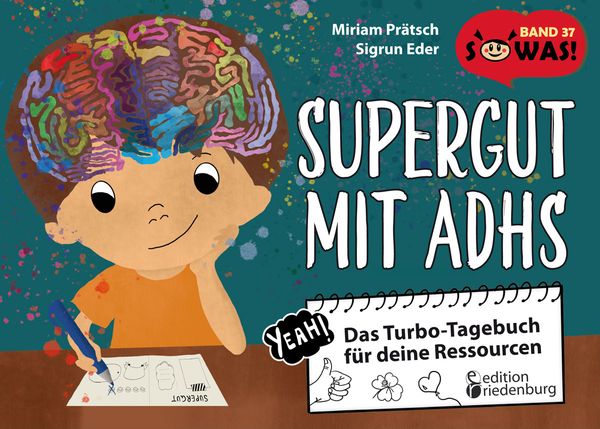 Miriam Prätsch
Sigrun Eder
BAND 37
SOWAS!
SUPERGUT
MIT ADHS
YEAH!
Das Turbo-Tagebuch
für deine Ressourcen
edition
riedenburg
SUPERGUT